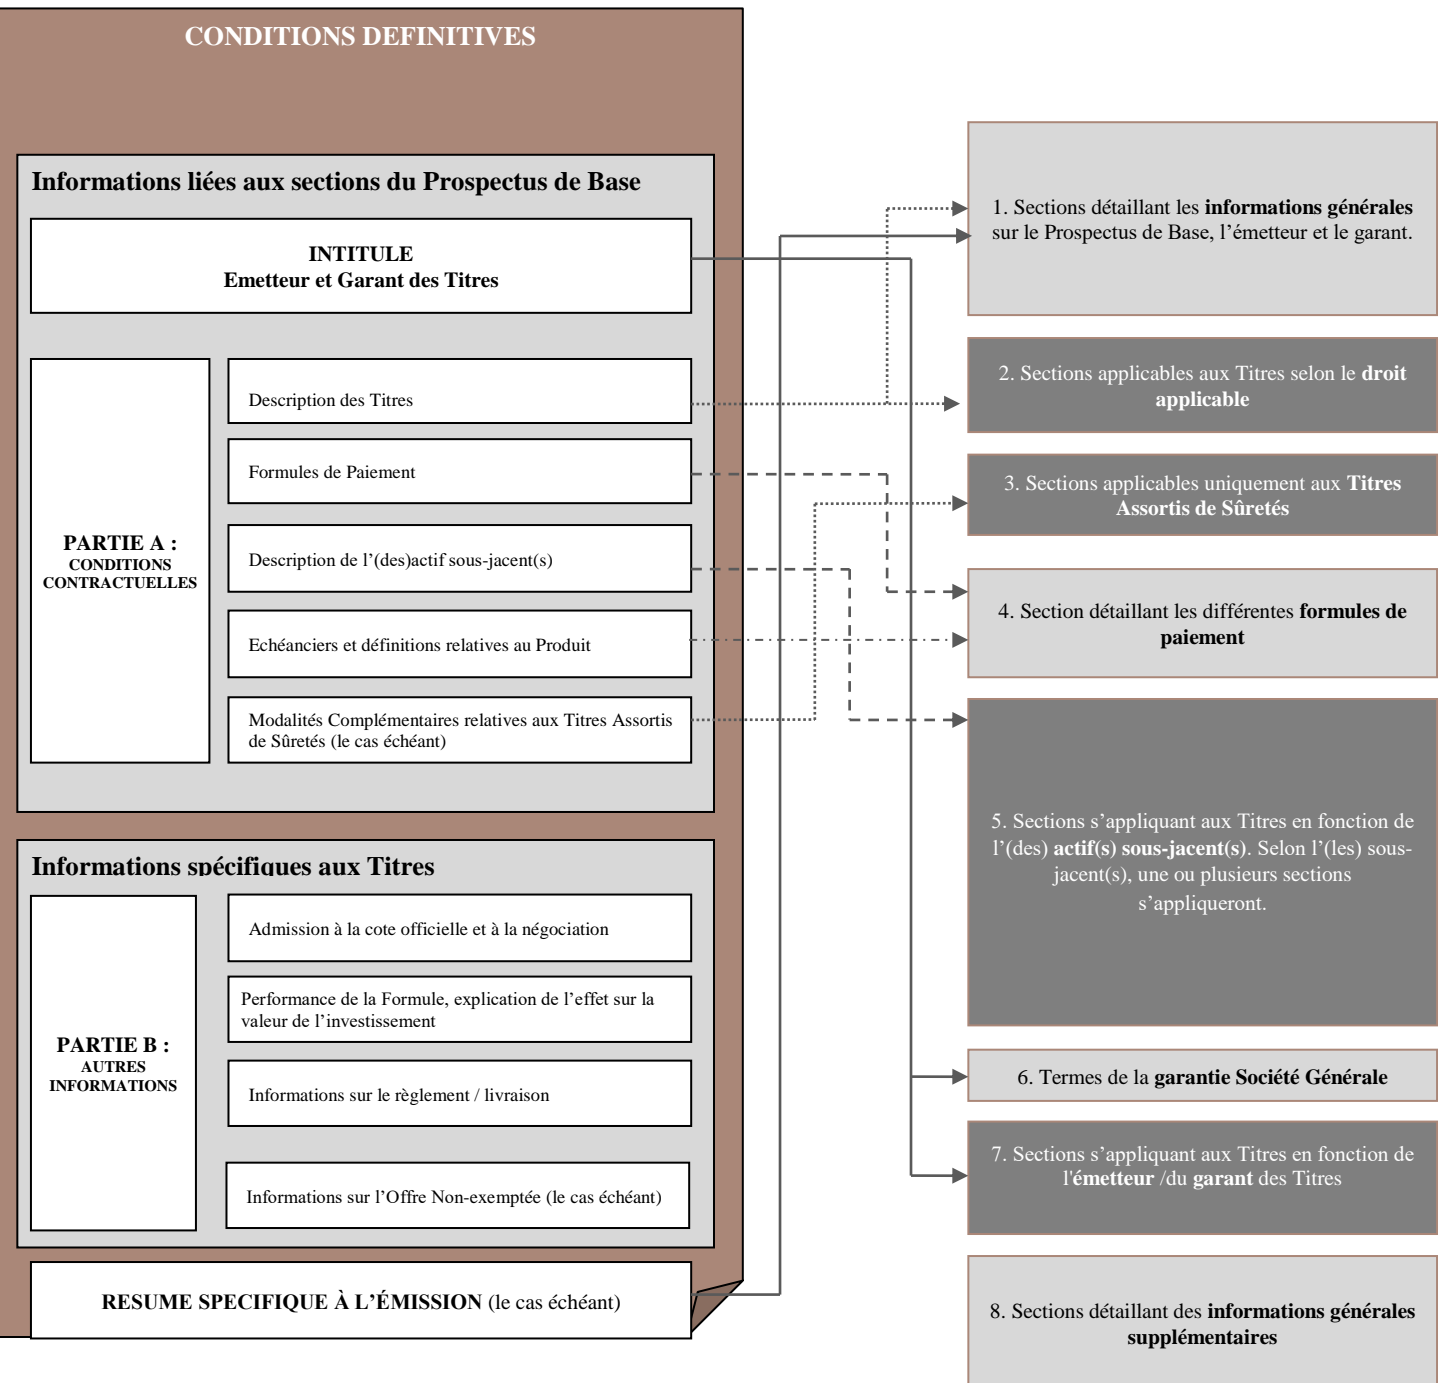 CONDITIONS DEFINITIVES
Informations liées aux sections du Prospectus de Base
INTITULE
Emetteur et Garant des Titres
PARTIE A :
CONDITIONS
CONTRACTUELLES
Description des Titres
Formules de Paiement
Description de l’(des)actif sous-jacent(s)
Echéanciers et définitions relatives au Produit
Modalités Complémentaires relatives aux Titres Assortis
de Sûretés (le cas échéant)
Informations spécifiques aux Titres
PARTIE B :
AUTRES
INFORMATIONS
Admission à la cote officielle et à la négociation
Performance de la Formule, explication de l’effet sur la
valeur de l’investissement
Informations sur le règlement / livraison
Informations sur l’Offre Non-exemptée (le cas échéant)
RESUME SPECIFIQUE À L’ÉMISSION (le cas échéant)
1. Sections détaillant les informations générales
sur le Prospectus de Base, l’émetteur et le garant.
2. Sections applicables aux Titres selon le droit
applicable
3. Sections applicables uniquement aux Titres
Assortis de Sûretés
4. Section détaillant les différentes formules de
paiement
5. Sections s’appliquant aux Titres en fonction de
l’(des) actif(s) sous-jacent(s). Selon l’(les) sous-
jacent(s), une ou plusieurs sections
s’appliqueront.
6. Termes de la garantie Société Générale
7. Sections s’appliquant aux Titres en fonction de
l'émetteur /du garant des Titres
8. Sections détaillant des informations générales
supplémentaires